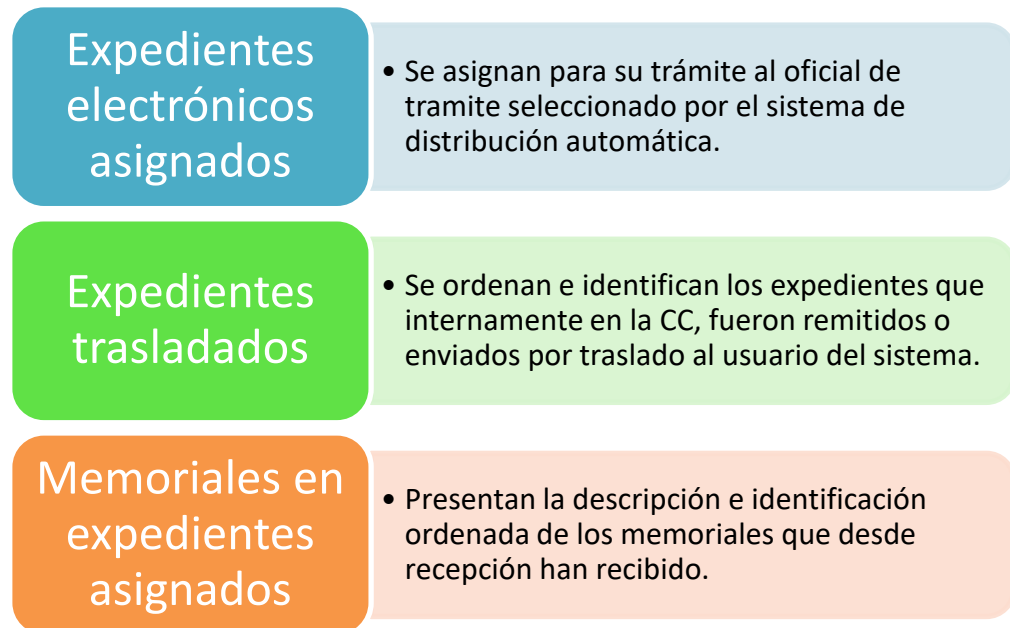 Expedientes
electrónicos
asignados
• Se asignan para su trámite al oficial de
tramite seleccionado por el sistema de
distribución automática.
Expedientes
trasladados
• Se ordenan e identifican los expedientes que
internamente en la CC, fueron remitidos o
enviados por traslado al usuario del sistema.
Memoriales en
expedientes
asignados
• Presentan la descripción e identificación
ordenada de los memoriales que desde
recepción han recibido.